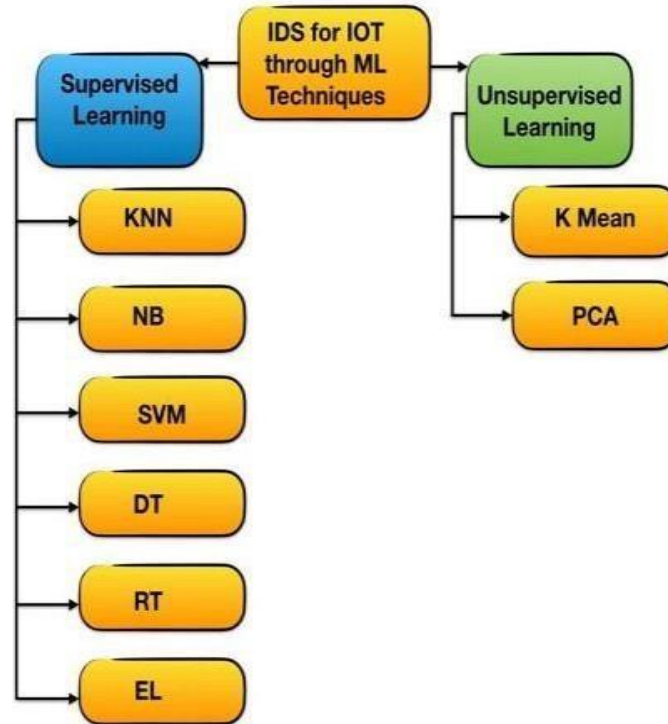 IDS for IOT
through ML
Techniques
Supervised
Learning
Unsupervised
Learning
KNN
NB
SVM
DT
RT
EL
K Mean
PCA